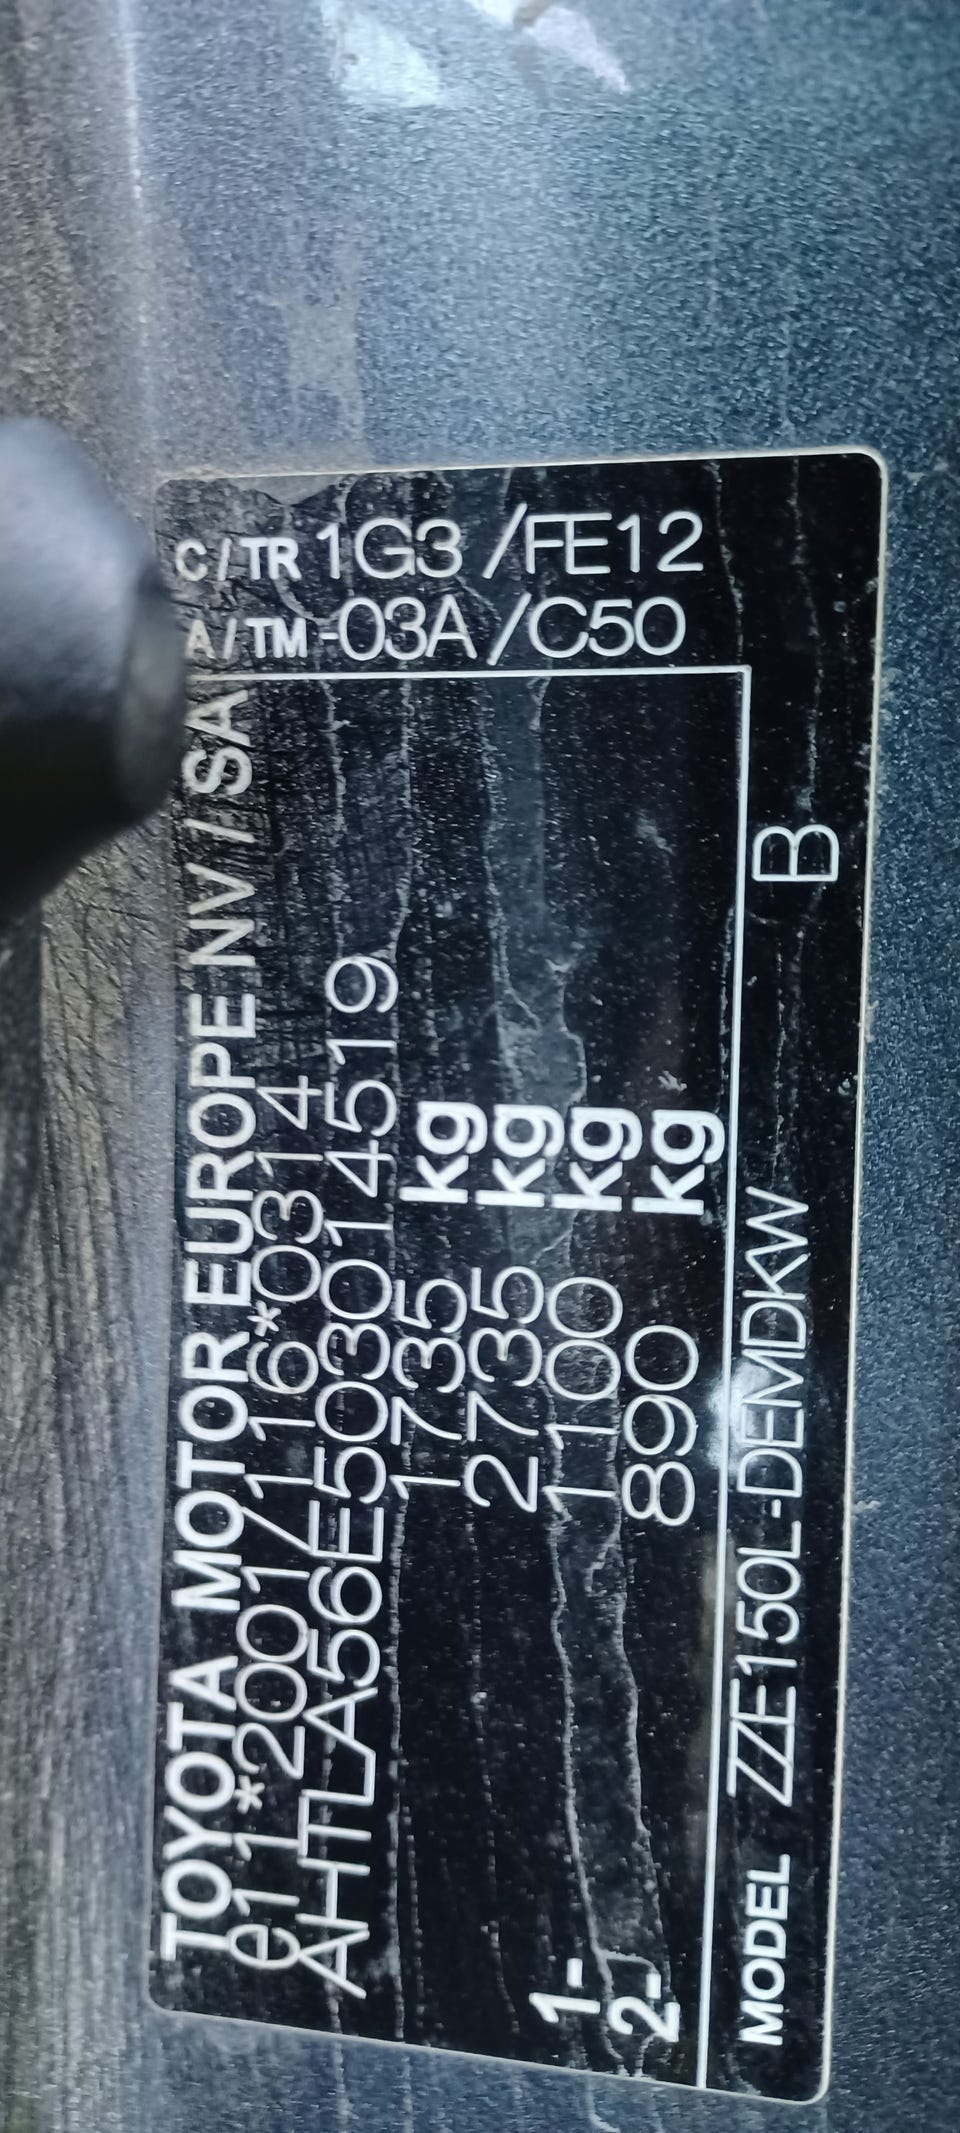 TOYOTA MOTOR EUROPE NV / SA
e11*2001/116*0314
AHTLA56E503014519
1735 kg
2735 kg
1- 1100 kg
2- 890 kg
C/TR 1G3 /FE12
A/TM -03A /C50
MODEL ZZE150L-DEMDKW B